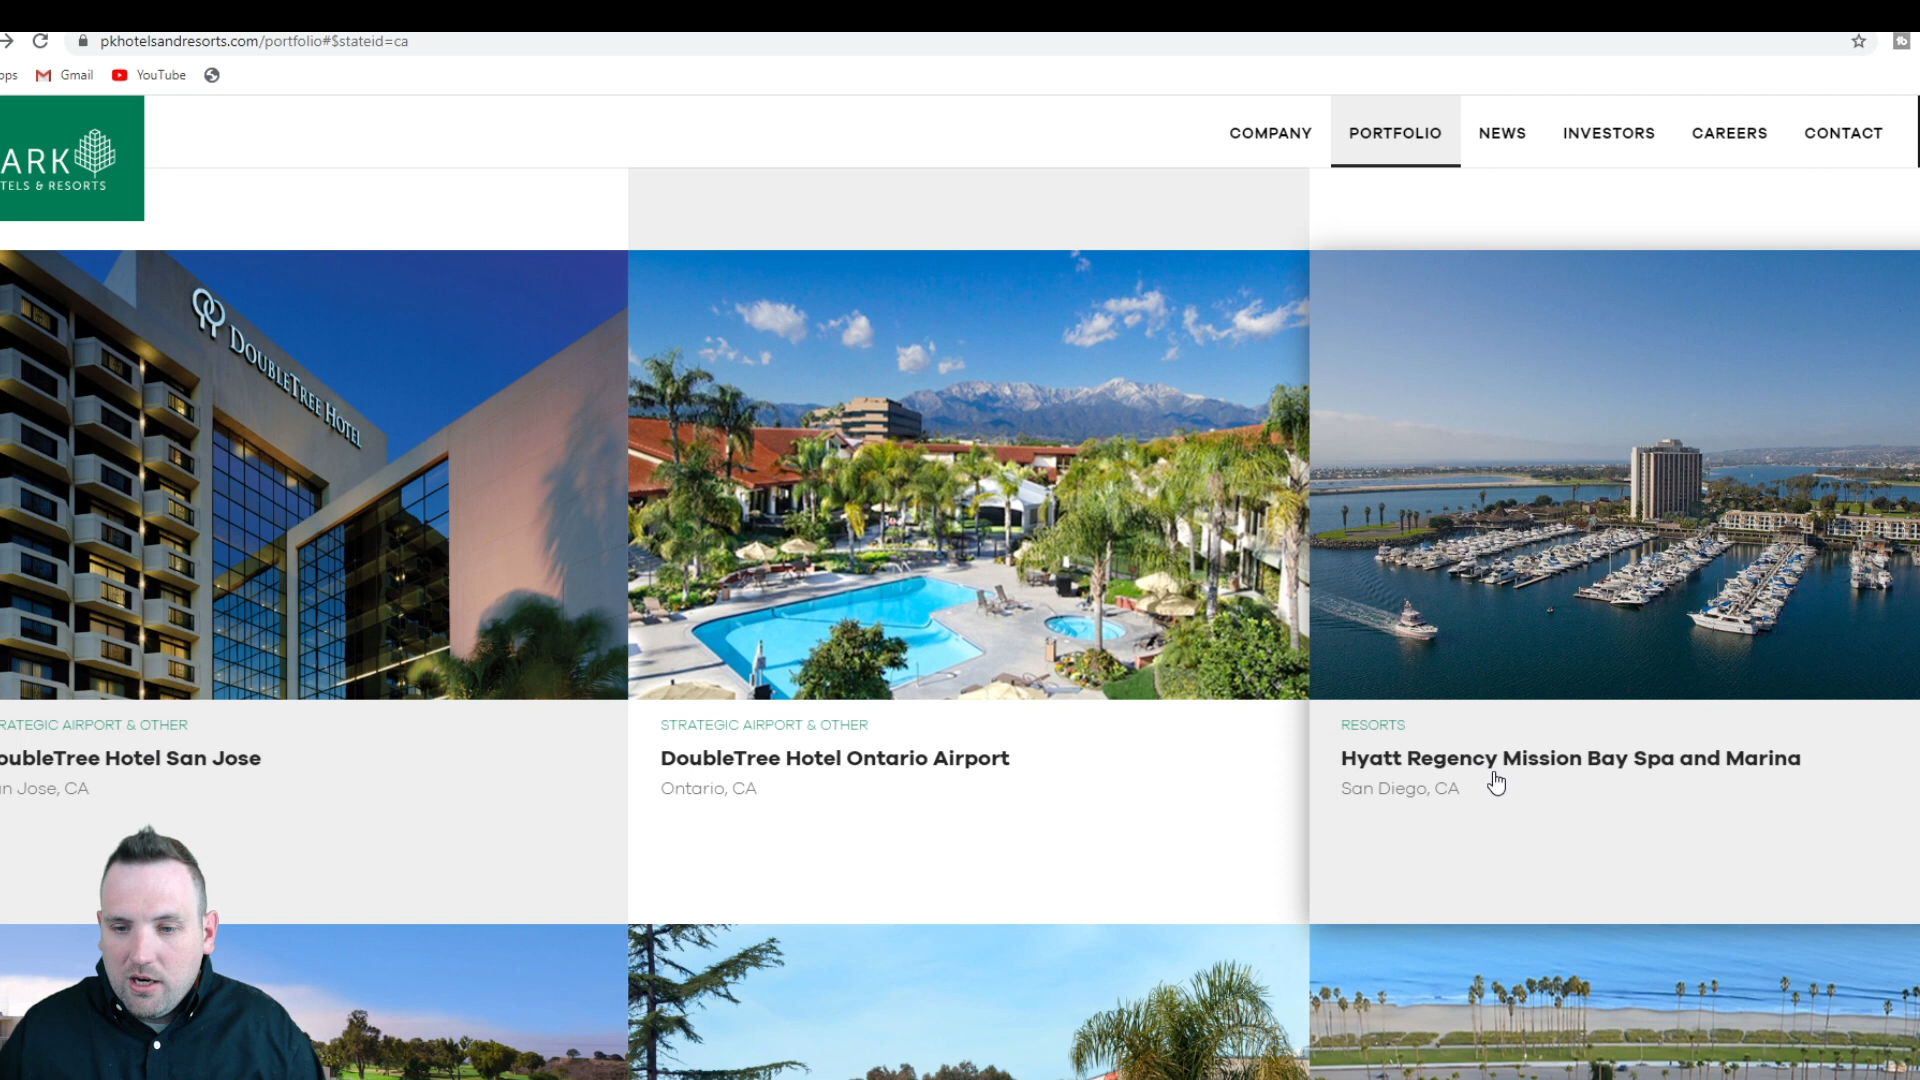 pkhotelsandresorts.com/portfolio#$stateid=ca
ops Gmail YouTube
ARK
TELS & RESORTS
COMPANY PORTFOLIO NEWS INVESTORS CAREERS CONTACT
DOUBLETREE HOTEL
RATEGIC AIRPORT & OTHER
oubleTree Hotel San Jose
n Jose, CA
STRATEGIC AIRPORT & OTHER
DoubleTree Hotel Ontario Airport
Ontario, CA
RESORTS
Hyatt Regency Mission Bay Spa and Marina
San Diego, CA